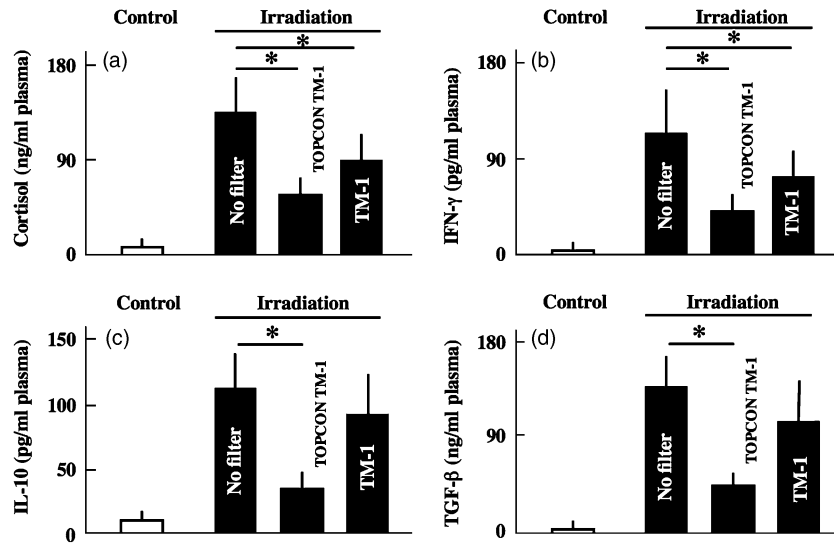 Control Irradiation
(a)
*
*
Cortisol (ng/ml plasma)
180
90
0
No filter
TOPCON TM-1
TM-1
Control Irradiation
(b)
*
*
IFN-γ (pg/ml plasma)
180
90
0
No filter
TOPCON TM-1
TM-1
Control Irradiation
(c)
*
IL-10 (pg/ml plasma)
150
100
50
0
No filter
TOPCON TM-1
TM-1
Control Irradiation
(d)
*
TGF-β (ng/ml plasma)
180
90
0
No filter
TOPCON TM-1
TM-1